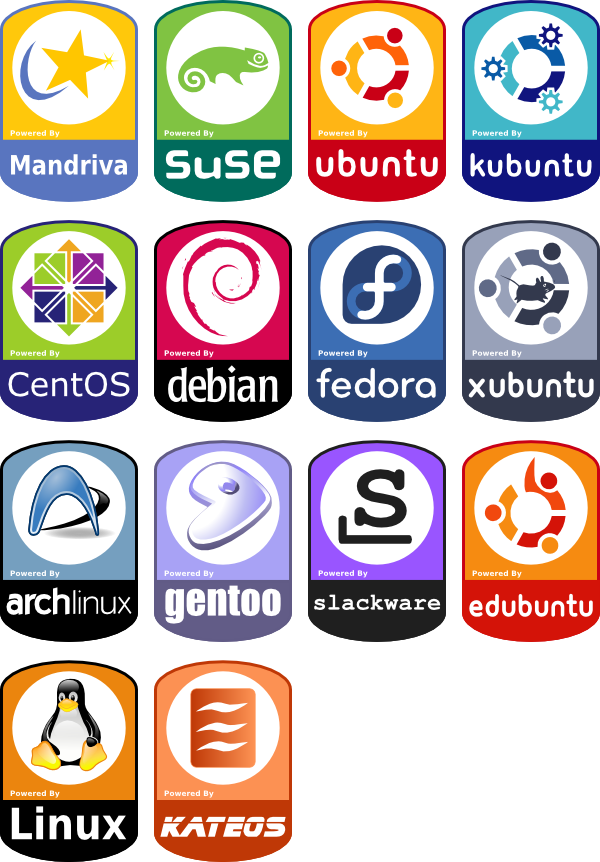 Powered By
Mandriva
Powered By
suse
Powered By
ubuntu
Powered By
kubuntu
Powered By
CentOS
Powered By
debian
Powered By
fedora
Powered By
xubuntu
Powered By
archlinux
Powered By
gentoo
S
Powered By
slackware
Powered By
edubuntu
Powered By
Linux
Powered By
KATEOS